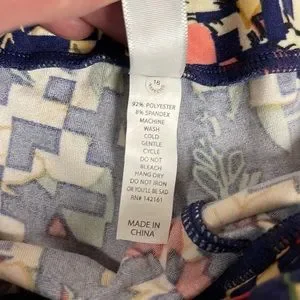 18
92% POLYESTER
8% SPANDEX
MACHINE
WASH
COLD
GENTLE
CYCLE
DO NOT
BLEACH
HANG DRY
DO NOT IRON
OR YOU'LL BE SAD
RN# 142161
MADE IN
CHINA